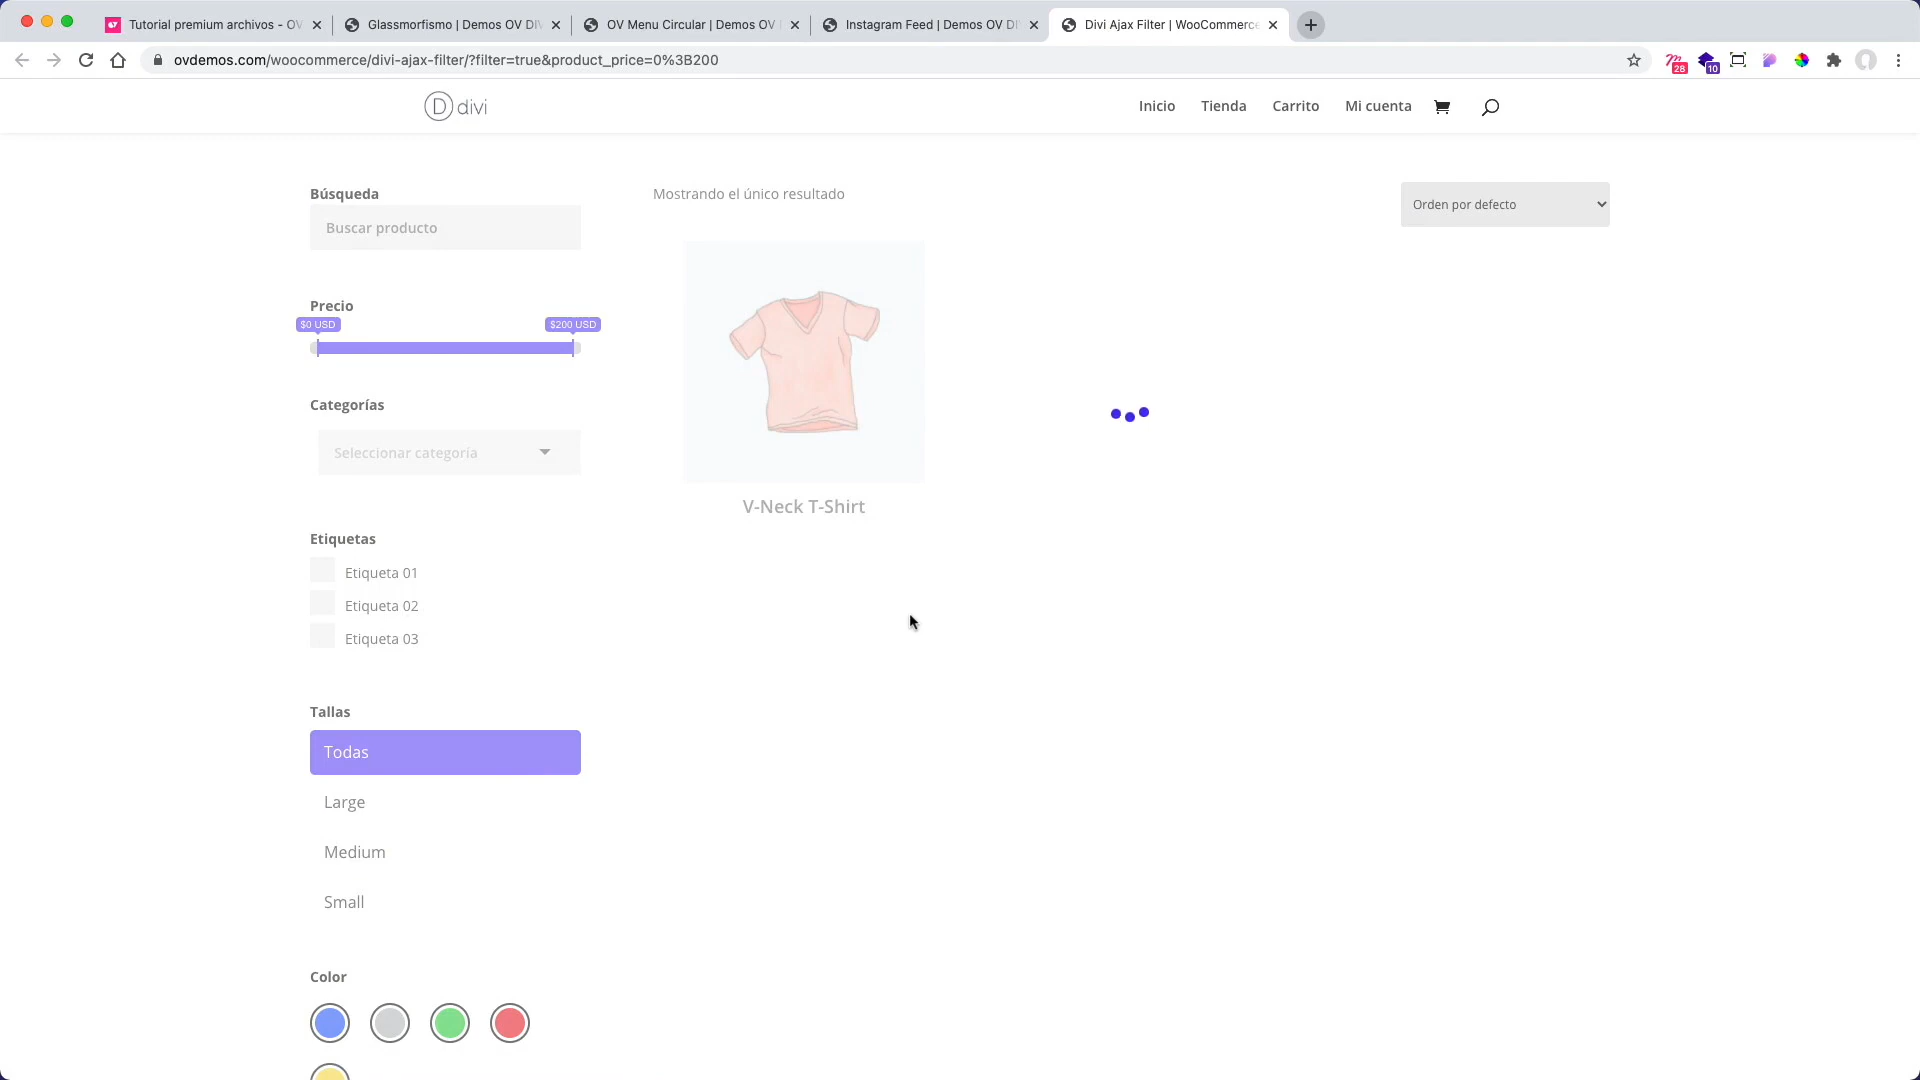 Tutorial premium archivos - OV
Glassmorfismo | Demos OV DIV
OV Menu Circular | Demos OV
Instagram Feed | Demos OV DI
Divi Ajax Filter | WooCommerce
ovdemos.com/woocommerce/divi-ajax-filter/?filter=true&product_price=0%3B200
28
10
D divi
Inicio
Tienda
Carrito
Mi cuenta
Búsqueda
Buscar producto
Mostrando el único resultado
Orden por defecto
Precio
$0 USD
$200 USD
Categorías
Seleccionar categoría
V-Neck T-Shirt
Etiquetas
Etiqueta 01
Etiqueta 02
Etiqueta 03
Tallas
Todas
Large
Medium
Small
Color